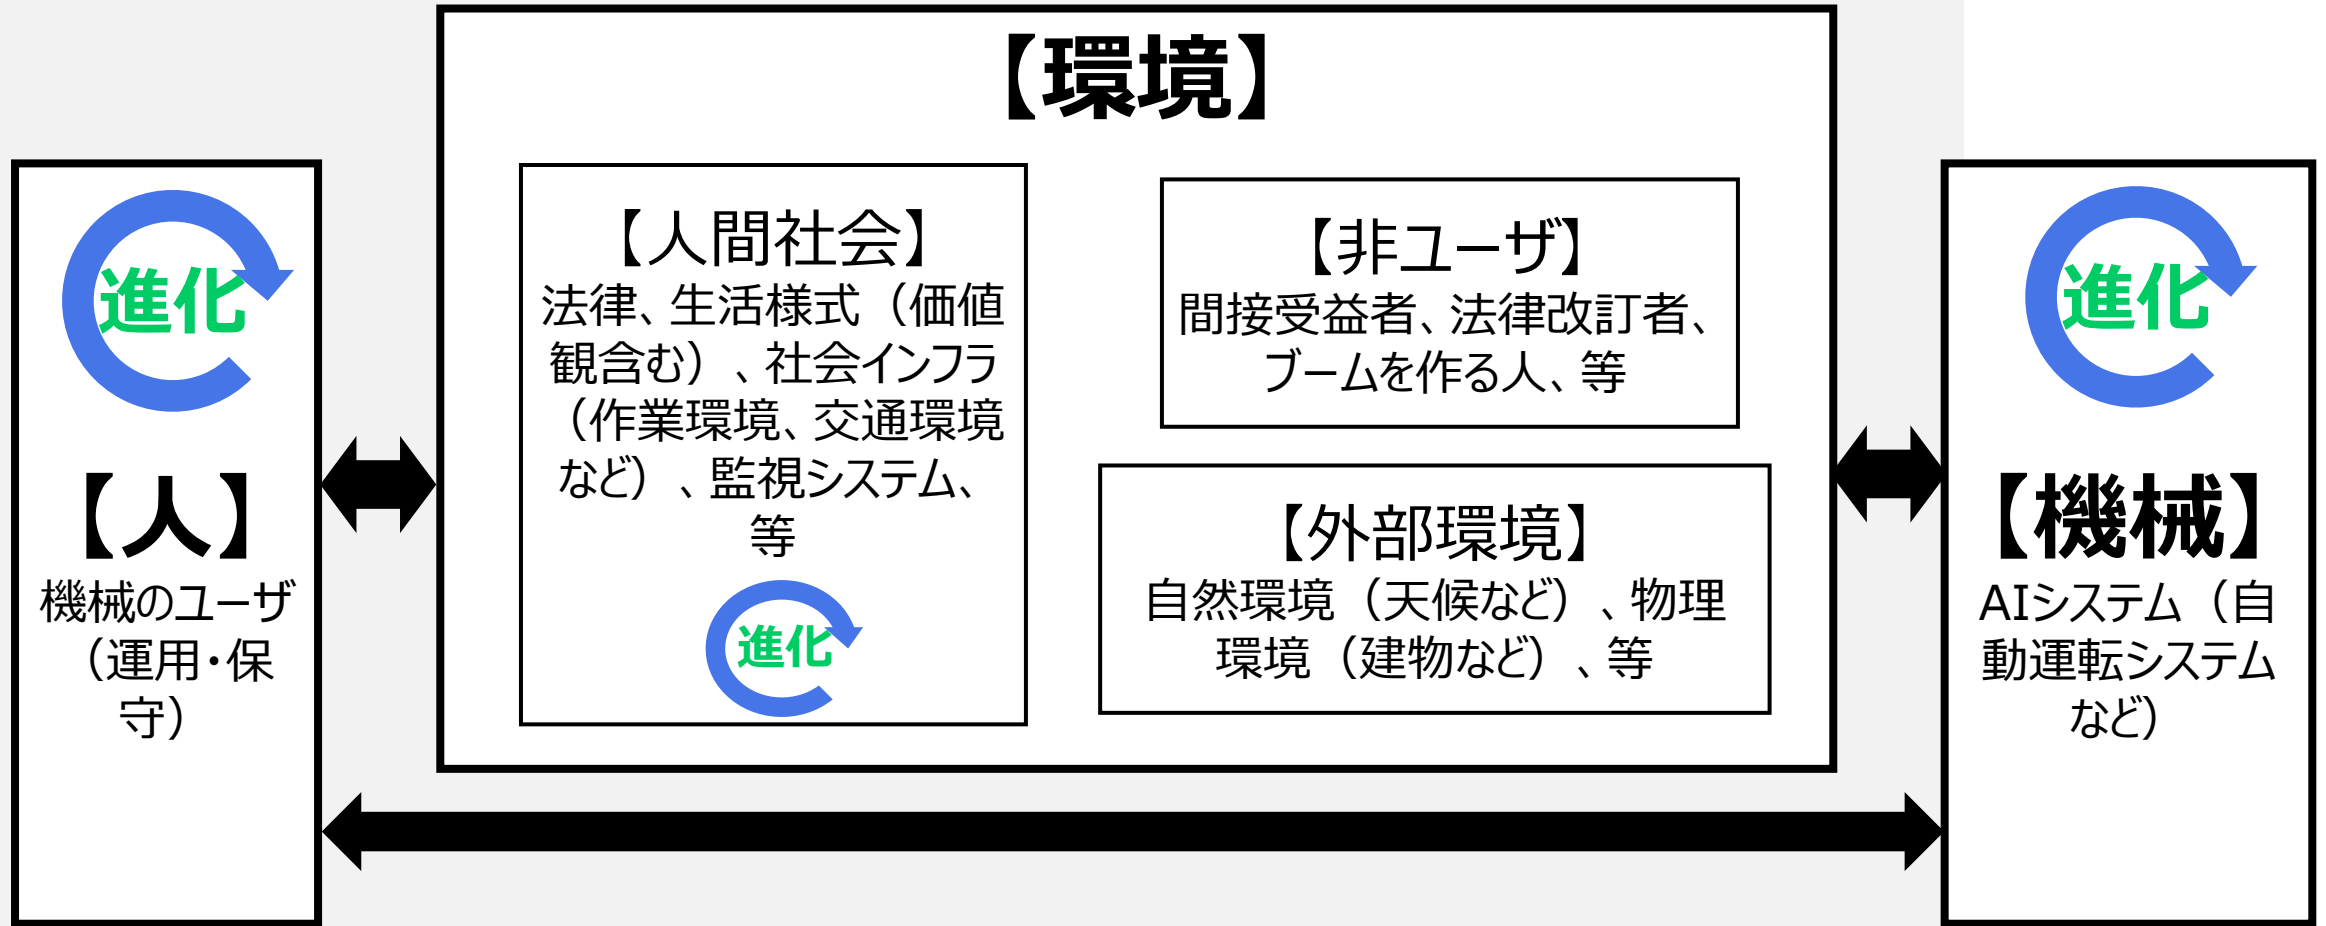 【環境】
進化
【人】
機械のユーザ
（運用・保
守）
【人間社会】
法律、生活様式（価値
観含む）、社会インフラ
（作業環境、交通環境
など）、監視システム、
等
進化
【非ユーザ】
間接受益者、法律改訂者、
ブームを作る人、等
【外部環境】
自然環境（天候など）、物理
環境（建物など）、等
進化
【機械】
AIシステム（自
動運転システム
など）